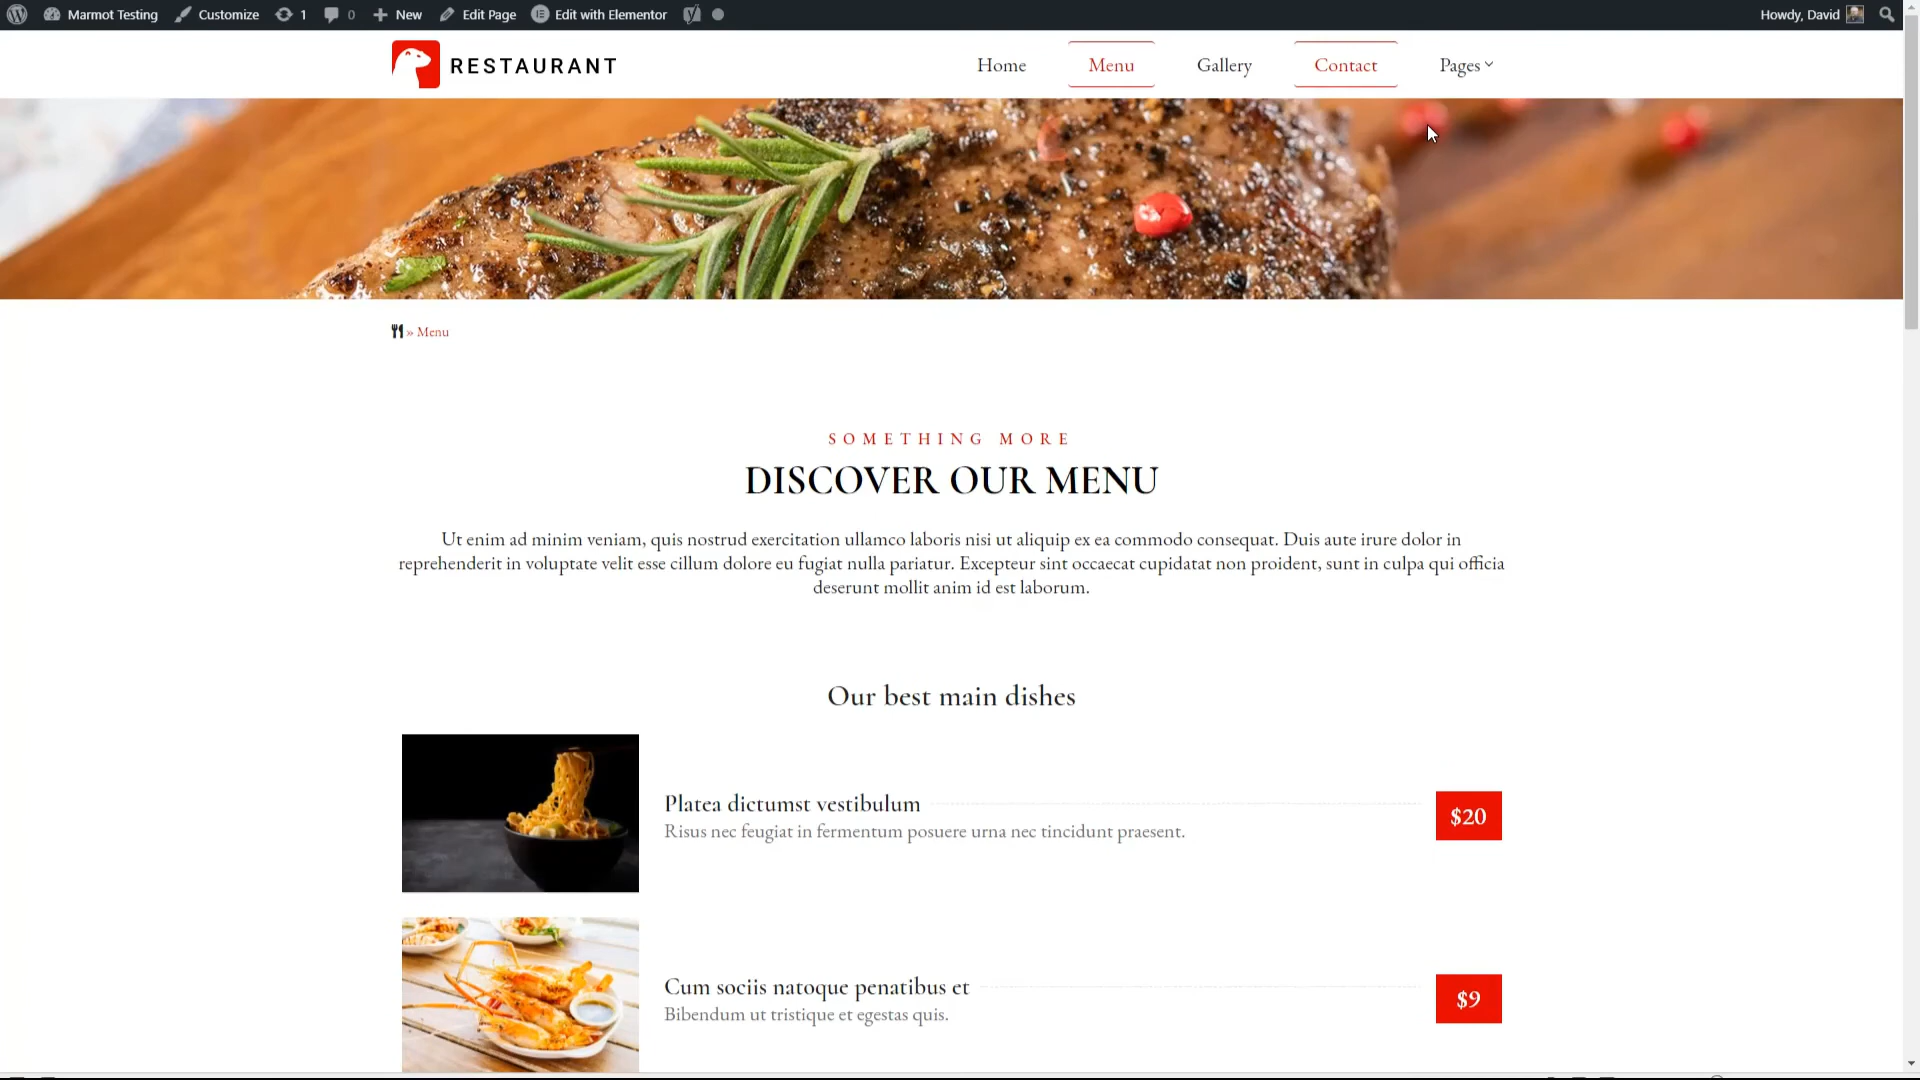 Marmot Testing Customize 1 0 New Edit Page Edit with Elementor Howdy, David
RESTAURANT Home Menu Gallery Contact Pages
» Menu
SOMETHING MORE
DISCOVER OUR MENU
Ut enim ad minim veniam, quis nostrud exercitation ullamco laboris nisi ut aliquip ex ea commodo consequat. Duis aute irure dolor in
reprehenderit in voluptate velit esse cillum dolore eu fugiat nulla pariatur. Excepteur sint occaecat cupidatat non proident, sunt in culpa qui officia
deserunt mollit anim id est laborum.
Our best main dishes
Platea dictumst vestibulum
Risus nec feugiat in fermentum posuere urna nec tincidunt praesent.
$20
Cum sociis natoque penatibus et
Bibendum ut tristique et egestas quis.
$9